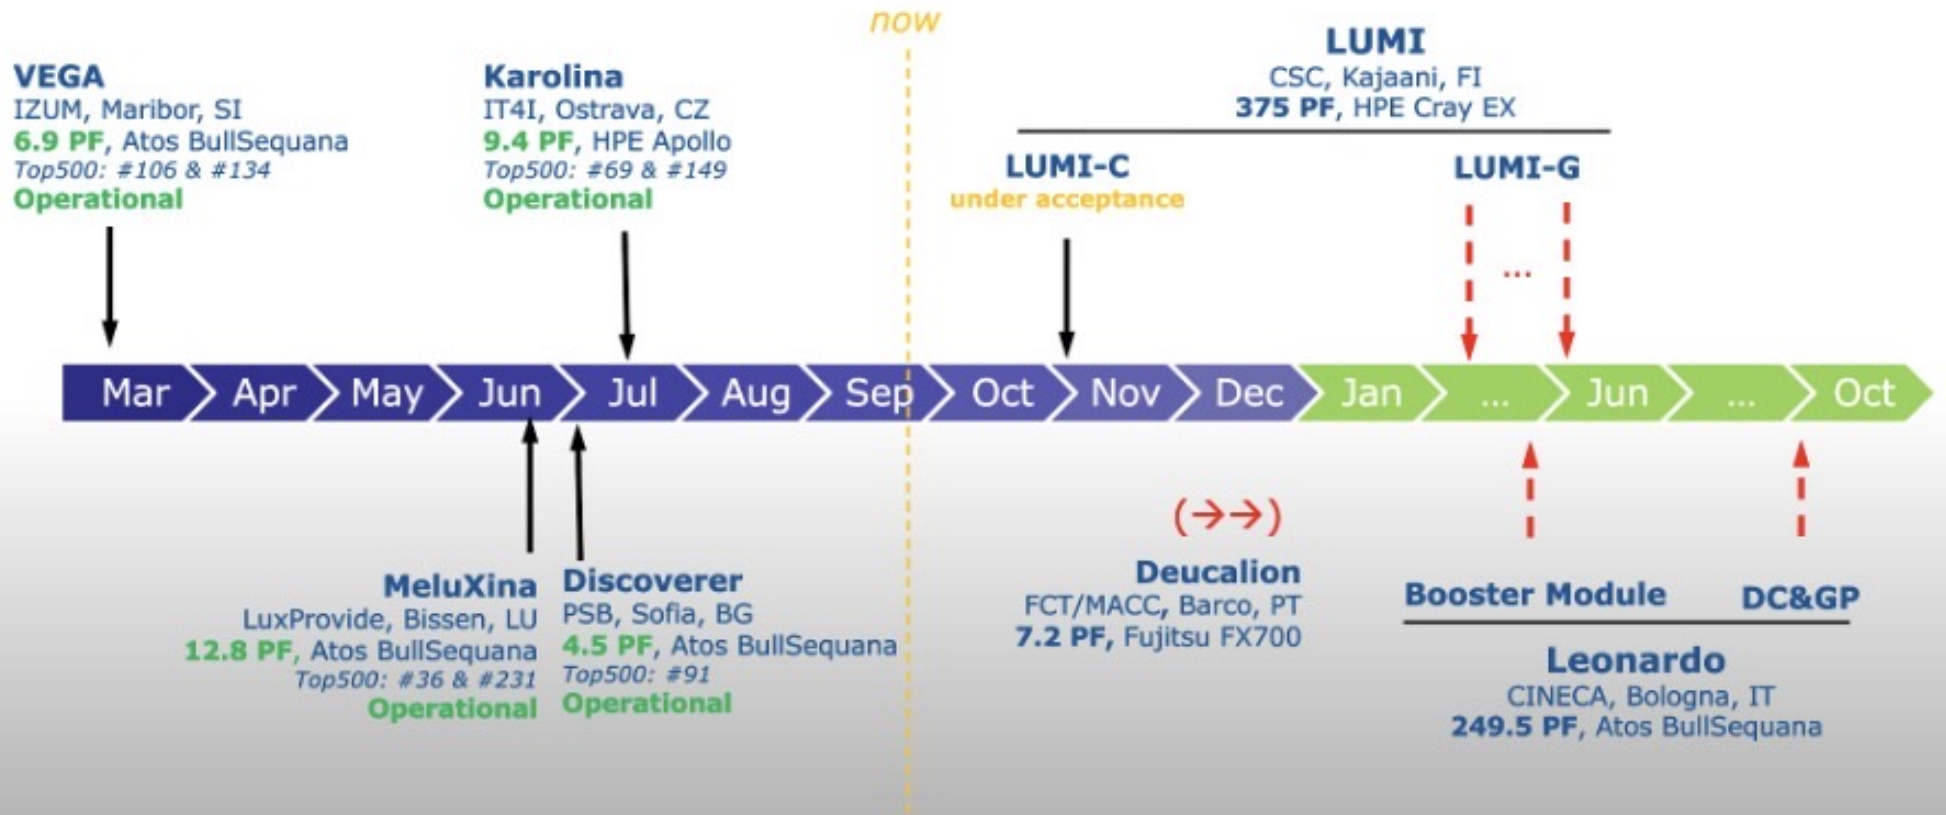 now
VEGA
IZUM, Maribor, SI
6.9 PF, Atos BullSequana
Top500: #106 & #134
Operational
Karolina
IT4I, Ostrava, CZ
9.4 PF, HPE Apollo
Top500: #69 & #149
Operational
LUMI
CSC, Kajaani, FI
375 PF, HPE Cray EX
LUMI-C
under acceptance
LUMI-G
...
Mar Apr May Jun Jul Aug Sep Oct Nov Dec Jan ... Jun ... Oct
MeluXina
LuxProvide, Bissen, LU
12.8 PF, Atos BullSequana
Top500: #36 & #231
Operational
Discoverer
PSB, Sofia, BG
4.5 PF, Atos BullSequana
Top500: #91
Operational
(→→)
Deucalion
FCT/MACC, Barco, PT
7.2 PF, Fujitsu FX700
Booster Module DC&GP
Leonardo
CINECA, Bologna, IT
249.5 PF, Atos BullSequana